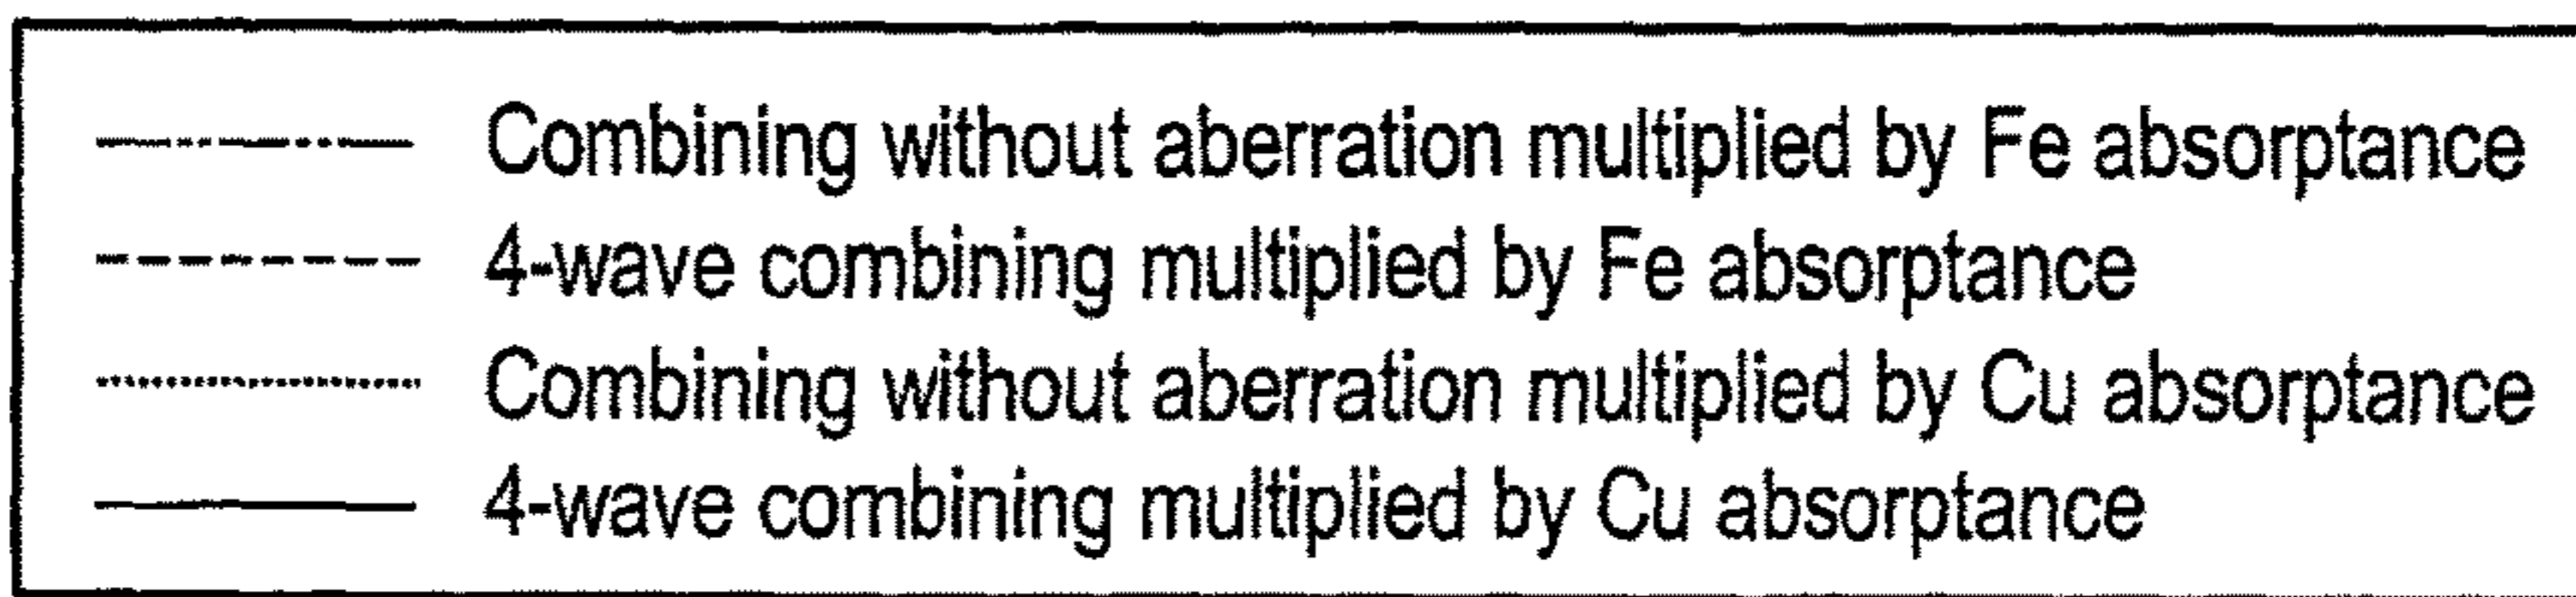 Combining without aberration multiplied by Fe absorptance
4-wave combining multiplied by Fe absorptance
Combining without aberration multiplied by Cu absorptance
4-wave combining multiplied by Cu absorptance